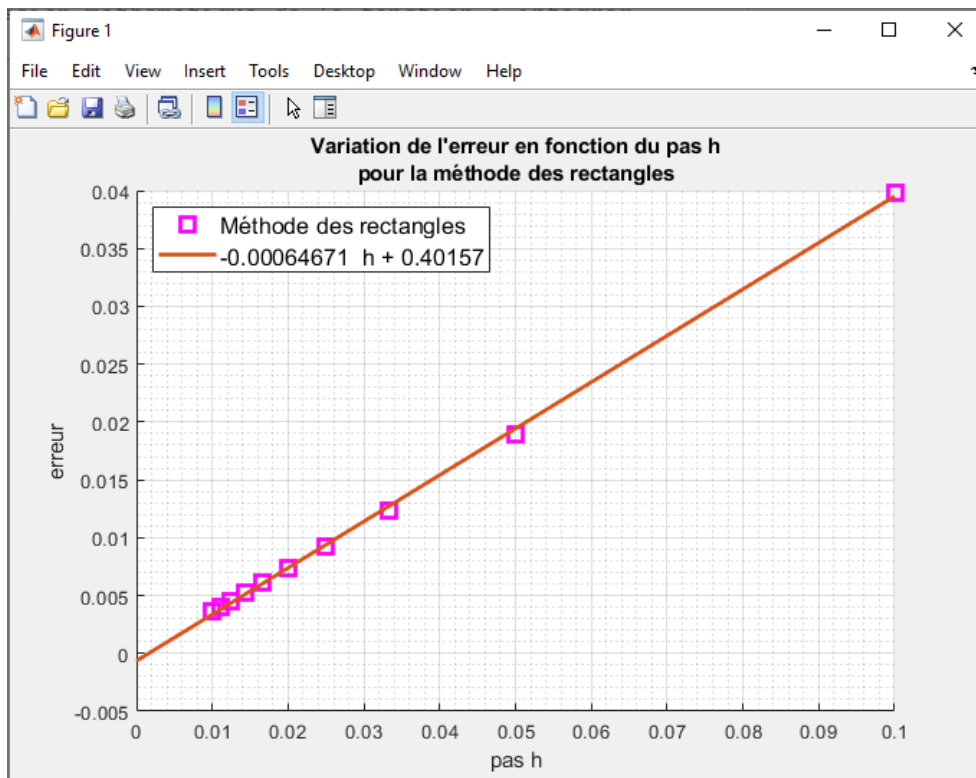 Figure 1
File Edit View Insert Tools Desktop Window Help
Variation de l'erreur en fonction du pas h
pour la méthode des rectangles
Méthode des rectangles
-0.00064671 h + 0.40157
erreur
0.04
0.035
0.03
0.025
0.02
0.015
0.01
0.005
0
-0.005
0 0.01 0.02 0.03 0.04 0.05 0.06 0.07 0.08 0.09 0.1
pas h